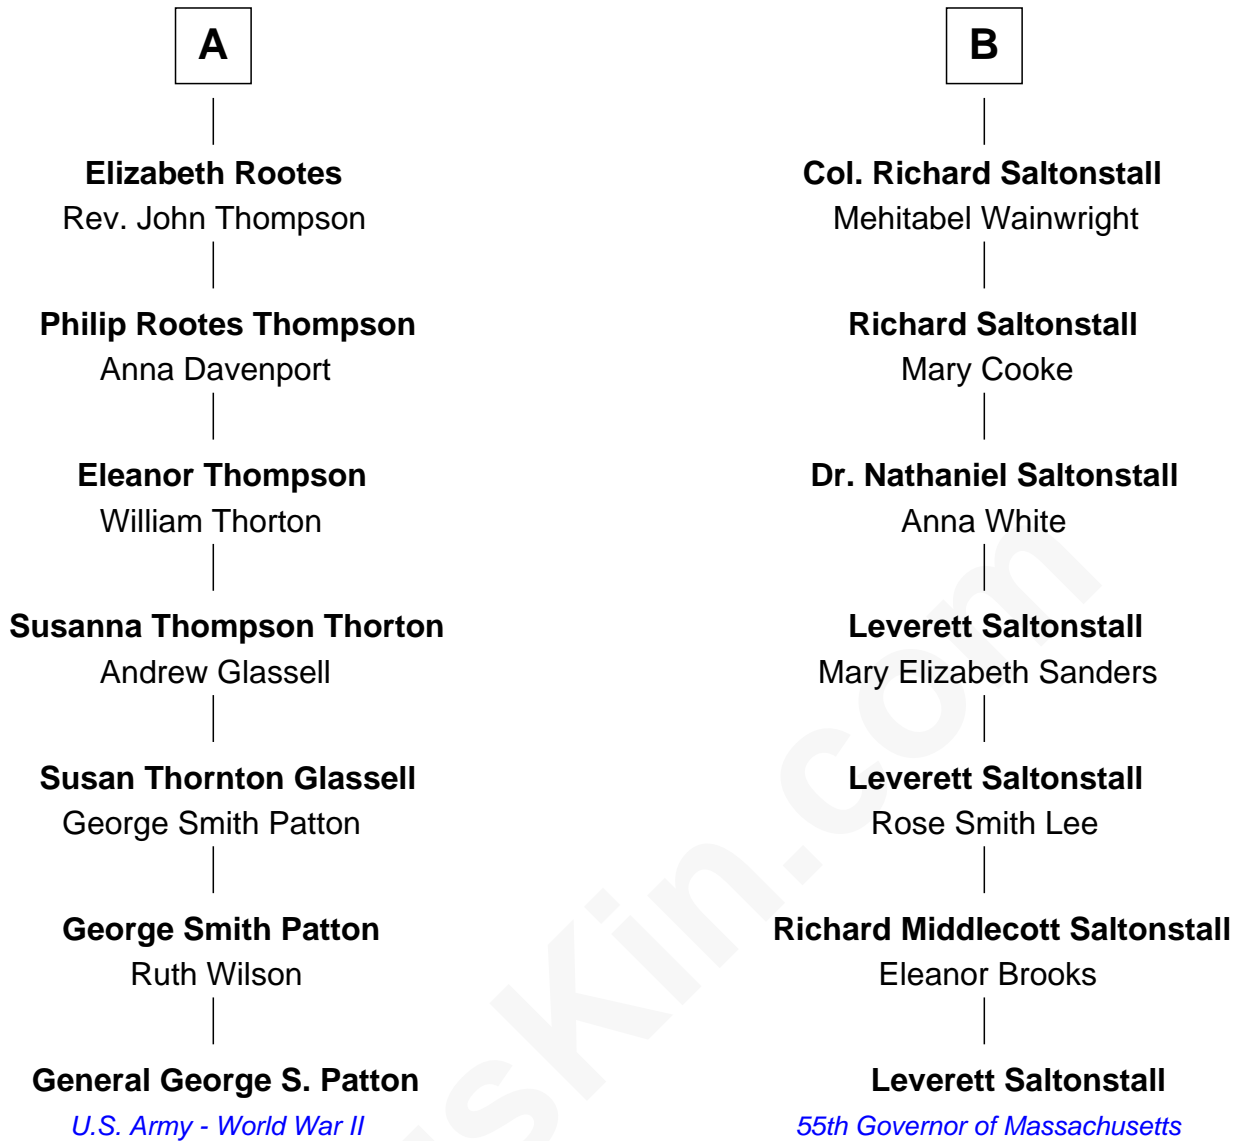 A
Elizabeth Rootes
Rev. John Thompson
Philip Rootes Thompson
Anna Davenport
Eleanor Thompson
William Thorton
Susanna Thompson Thorton
Andrew Glassell
Susan Thornton Glassell
George Smith Patton
George Smith Patton
Ruth Wilson
General George S. Patton
U.S. Army - World War II
B
Col. Richard Saltonstall
Mehitabel Wainwright
Richard Saltonstall
Mary Cooke
Dr. Nathaniel Saltonstall
Anna White
Leverett Saltonstall
Mary Elizabeth Sanders
Leverett Saltonstall
Rose Smith Lee
Richard Middlecott Saltonstall
Eleanor Brooks
Leverett Saltonstall
55th Governor of Massachusetts
usKin.com